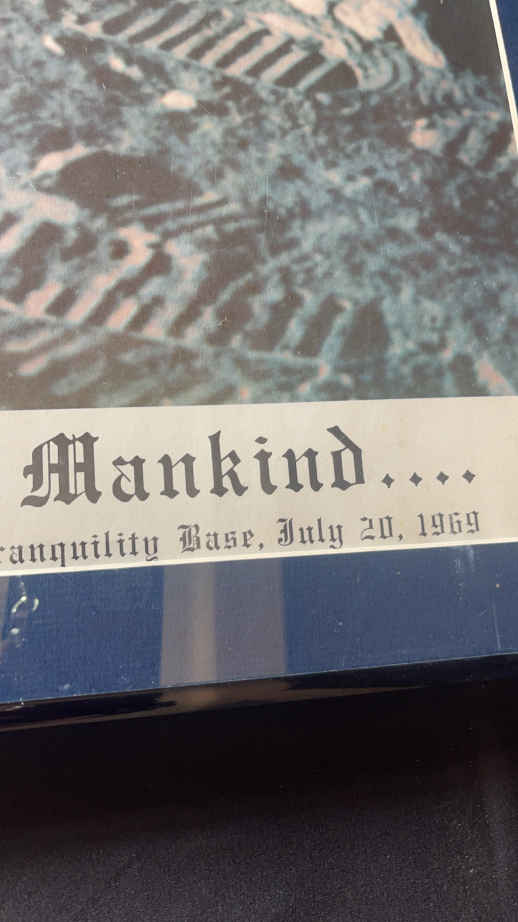 Mankind....
ranquility Base, July 20, 1969